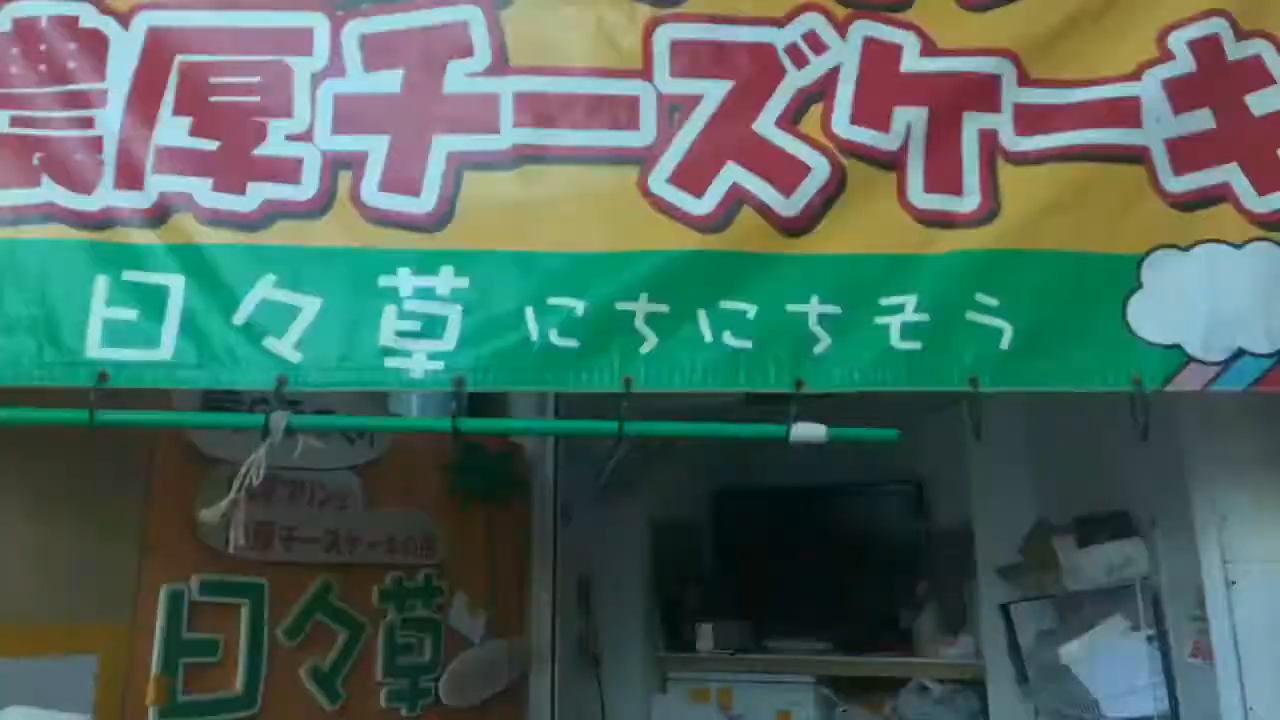 濃厚チーズケーキ
日々草 にちにちそう
厚チーズケーキの店
日々草